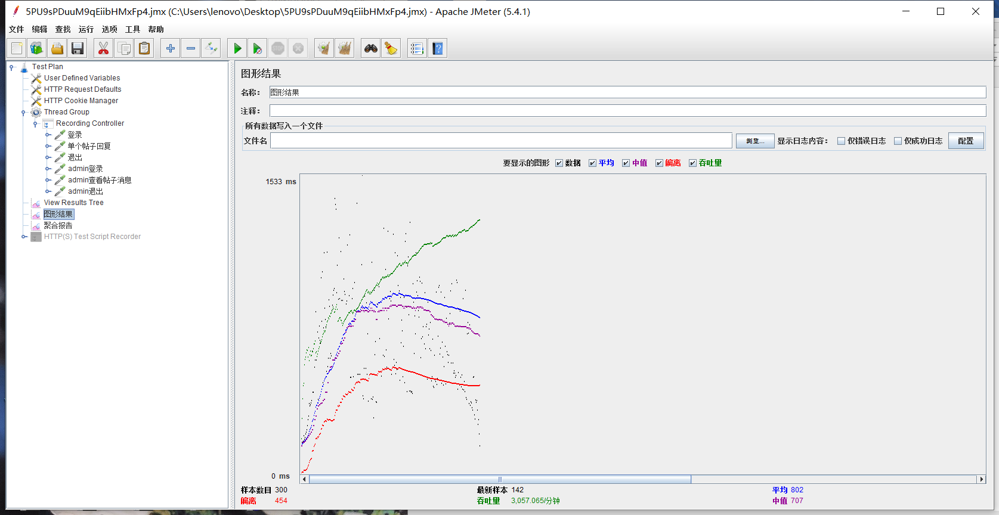 5PU9sPDuuM9qEiibHMxFp4.jmx (C:\Users\lenovo\Desktop\5PU9sPDuuM9qEiibHMxFp4.jmx) - Apache JMeter (5.4.1)
文件 编辑 查找 运行 选项 工具 帮助
STOP
Test Plan
User Defined Variables
HTTP Request Defaults
HTTP Cookie Manager
Thread Group
Recording Controller
登录
单个帖子回复
退出
admin登录
admin查看帖子消息
admin退出
View Results Tree
图形结果
聚合报告
HTTP(S) Test Script Recorder
图形结果
名称： 图形结果
注释：
所有数据写入一个文件
文件名 浏览... 显示日志内容： 仅错误日志 仅成功日志 配置
要显示的图形 数据 平均 中值 偏离 吞吐量
1533 ms
0 ms
样本数目 300 最新样本 142 平均 802
偏离 454 吞吐量 3,057.065/分钟 中值 707